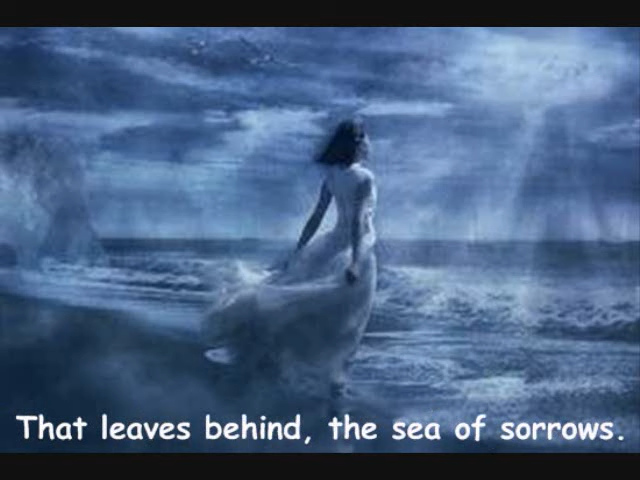 That leaves behind, the sea of sorrows.